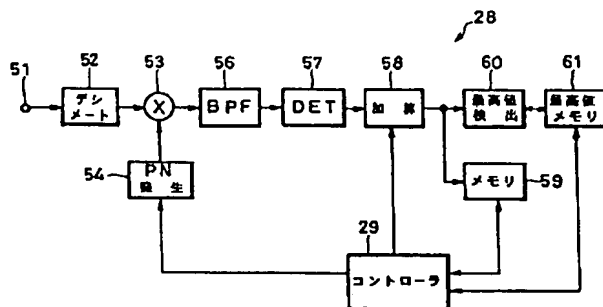 28
51
52
デシ
メート
53
X
56
BPF
57
DET
58
加算
60
最高値
検出
61
最高値
メモリ
54
PN
発生
メモリ
59
29
コントローラ